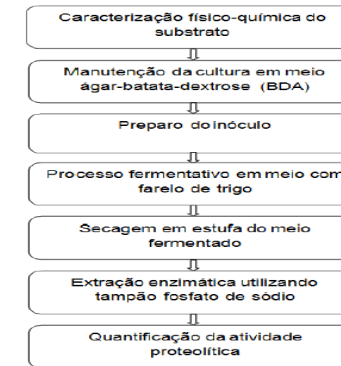 Caracterização físico-química do
substrato
Manutenção da cultura em meio
ágar-batata-dextrose (BDA)
Preparo do inóculo
Processo fermentativo em meio com
farelo de trigo
Secagem em estufa do meio
fermentado
Extração enzimática utilizando
tampão fosfato de sódio
Quantificação da atividade
proteolítica